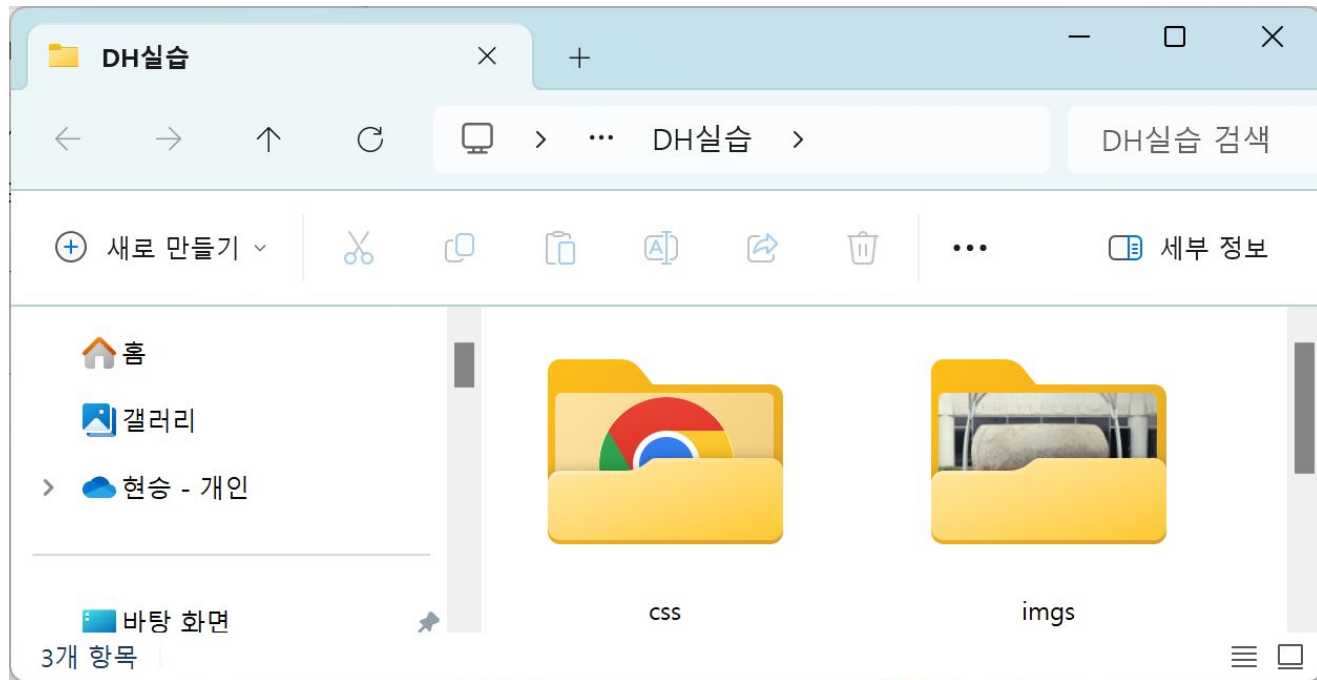 DH실습
DH실습
DH실습 검색
새로 만들기
세부 정보
홈
갤러리
현승 - 개인
바탕 화면
css
imgs
3개 항목